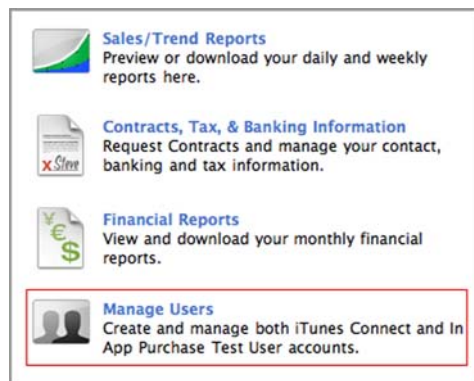 Sales/Trend Reports
Preview or download your daily and weekly
reports here.
Contracts, Tax, & Banking Information
Request Contracts and manage your contact,
banking and tax information.
X Steve
Financial Reports
View and download your monthly financial
reports.
¥€$
Manage Users
Create and manage both iTunes Connect and In
App Purchase Test User accounts.